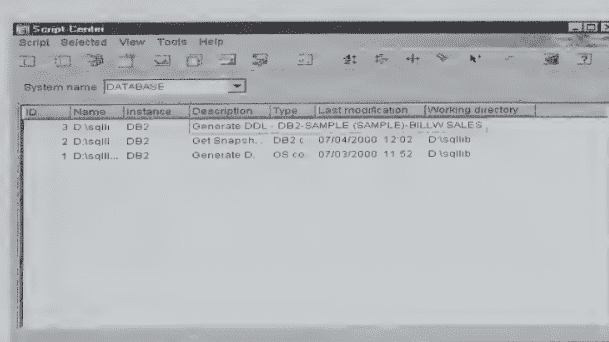 Script Center
Script Selected View Tools Help
System name DATABASE
ID Name Instance Description Type Last modification Working directory
3 D:\sqlli DB2 Generate DDL - DB2-SAMPLE (SAMPLE)-BILLW.SALES
2 D:\sqlli DB2 Get Snapsh... DB2 c 07/04/2000 12:02 D:\sqllib
1 D:\sqlli... DB2 Generate D. OS co 07/03/2000 11:52 D:\sqllib